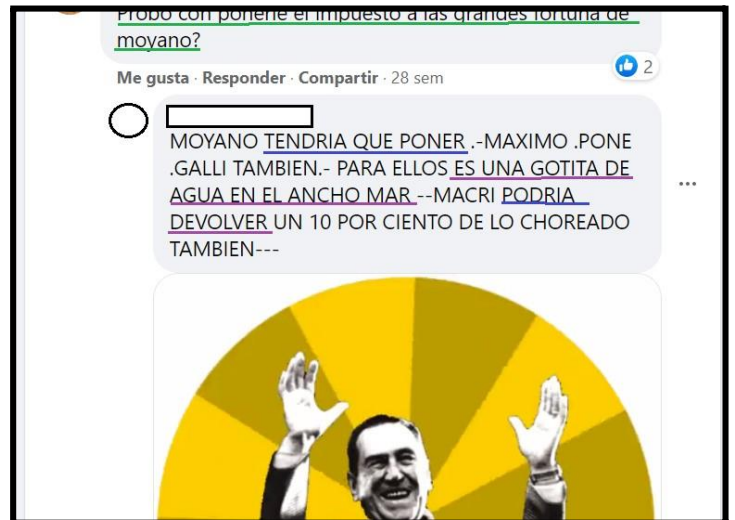 Probo con ponerle el impuesto a las grandes fortuna de
moyano?
Me gusta · Responder · Compartir · 28 sem
2
MOYANO TENDRIA QUE PONER .-MAXIMO .PONE
.GALLI TAMBIEN.- PARA ELLOS ES UNA GOTITA DE
AGUA EN EL ANCHO MAR --MACRI PODRIA
DEVOLVER UN 10 POR CIENTO DE LO CHOREADO
TAMBIEN---